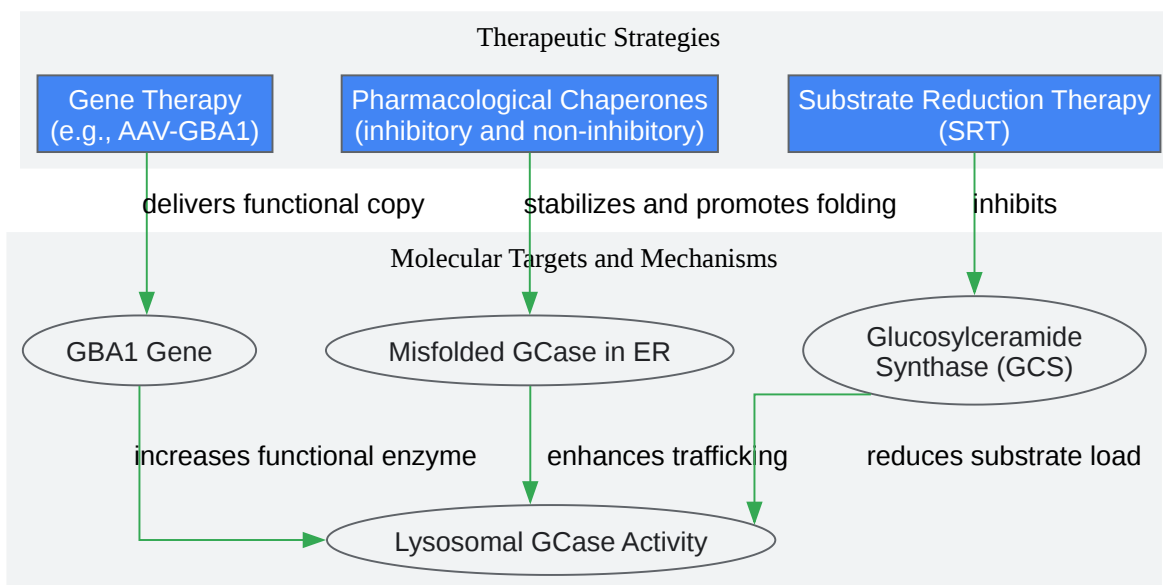 Therapeutic Strategies
Gene Therapy
(e.g., AAV-GBA1)
Pharmacological Chaperones
(inhibitory and non-inhibitory)
Substrate Reduction Therapy
(SRT)
delivers functional copy
stabilizes and promotes folding
inhibits
Molecular Targets and Mechanisms
GBA1 Gene
Misfolded GCase in ER
Glucosylceramide
Synthase (GCS)
increases functional enzyme
enhances trafficking
reduces substrate load
Lysosomal GCase Activity